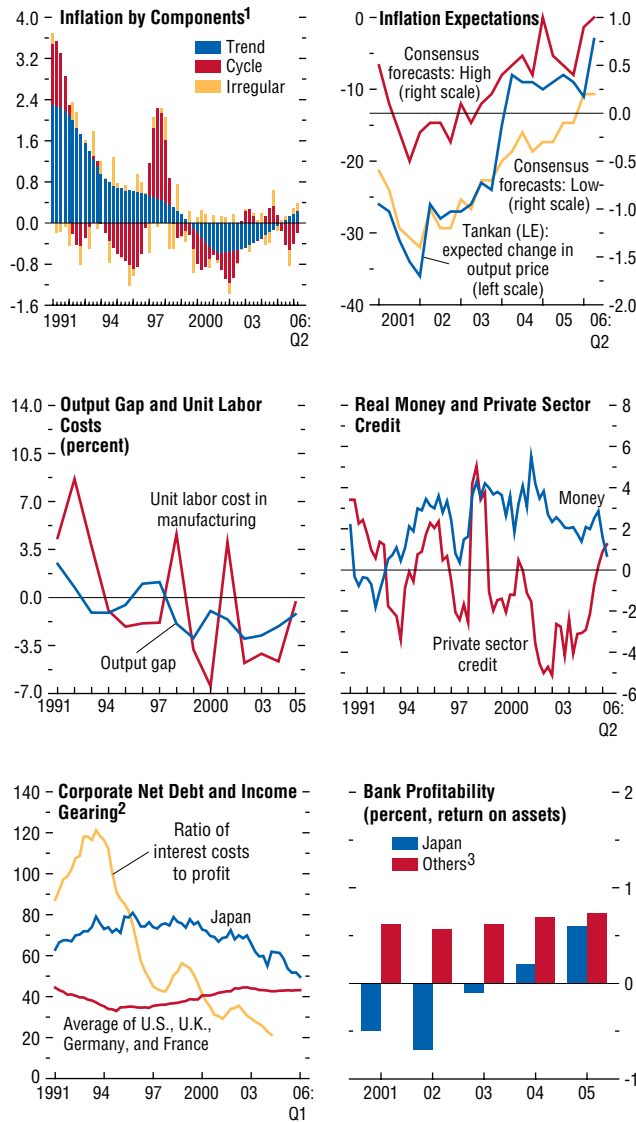 Inflation by Components1
4.0
3.2
2.4
1.6
0.8
0.0
-0.8
-1.6
Trend
Cycle
Irregular
1991 94 97 2000 03 06:
Q2
Inflation Expectations
0
-10
-20
-30
-40
1.0
0.5
0.0
-0.5
-1.0
-1.5
-2.0
Consensus
forecasts: High
(right scale)
Consensus
forecasts: Low
(right scale)
Tankan (LE):
expected change in
output price
(left scale)
2001 02 03 04 05 06:
Q2
Output Gap and Unit Labor
Costs
(percent)
14.0
10.5
7.0
3.5
0.0
-3.5
-7.0
Unit labor cost in
manufacturing
Output gap
1991 94 97 2000 03 05
Real Money and Private Sector
Credit
8
6
4
2
0
-2
-4
-6
Money
Private sector
credit
1991 94 97 2000 03 06:
Q2
Corporate Net Debt and Income
Gearing2
140
120
100
80
60
40
20
0
Ratio of
interest costs
to profit
Japan
Average of U.S., U.K.,
Germany, and France
1991 94 97 2000 03 06:
Q1
Bank Profitability
(percent, return on assets)
Japan
Others3
2
1
0
-1
2001 02 03 04 05